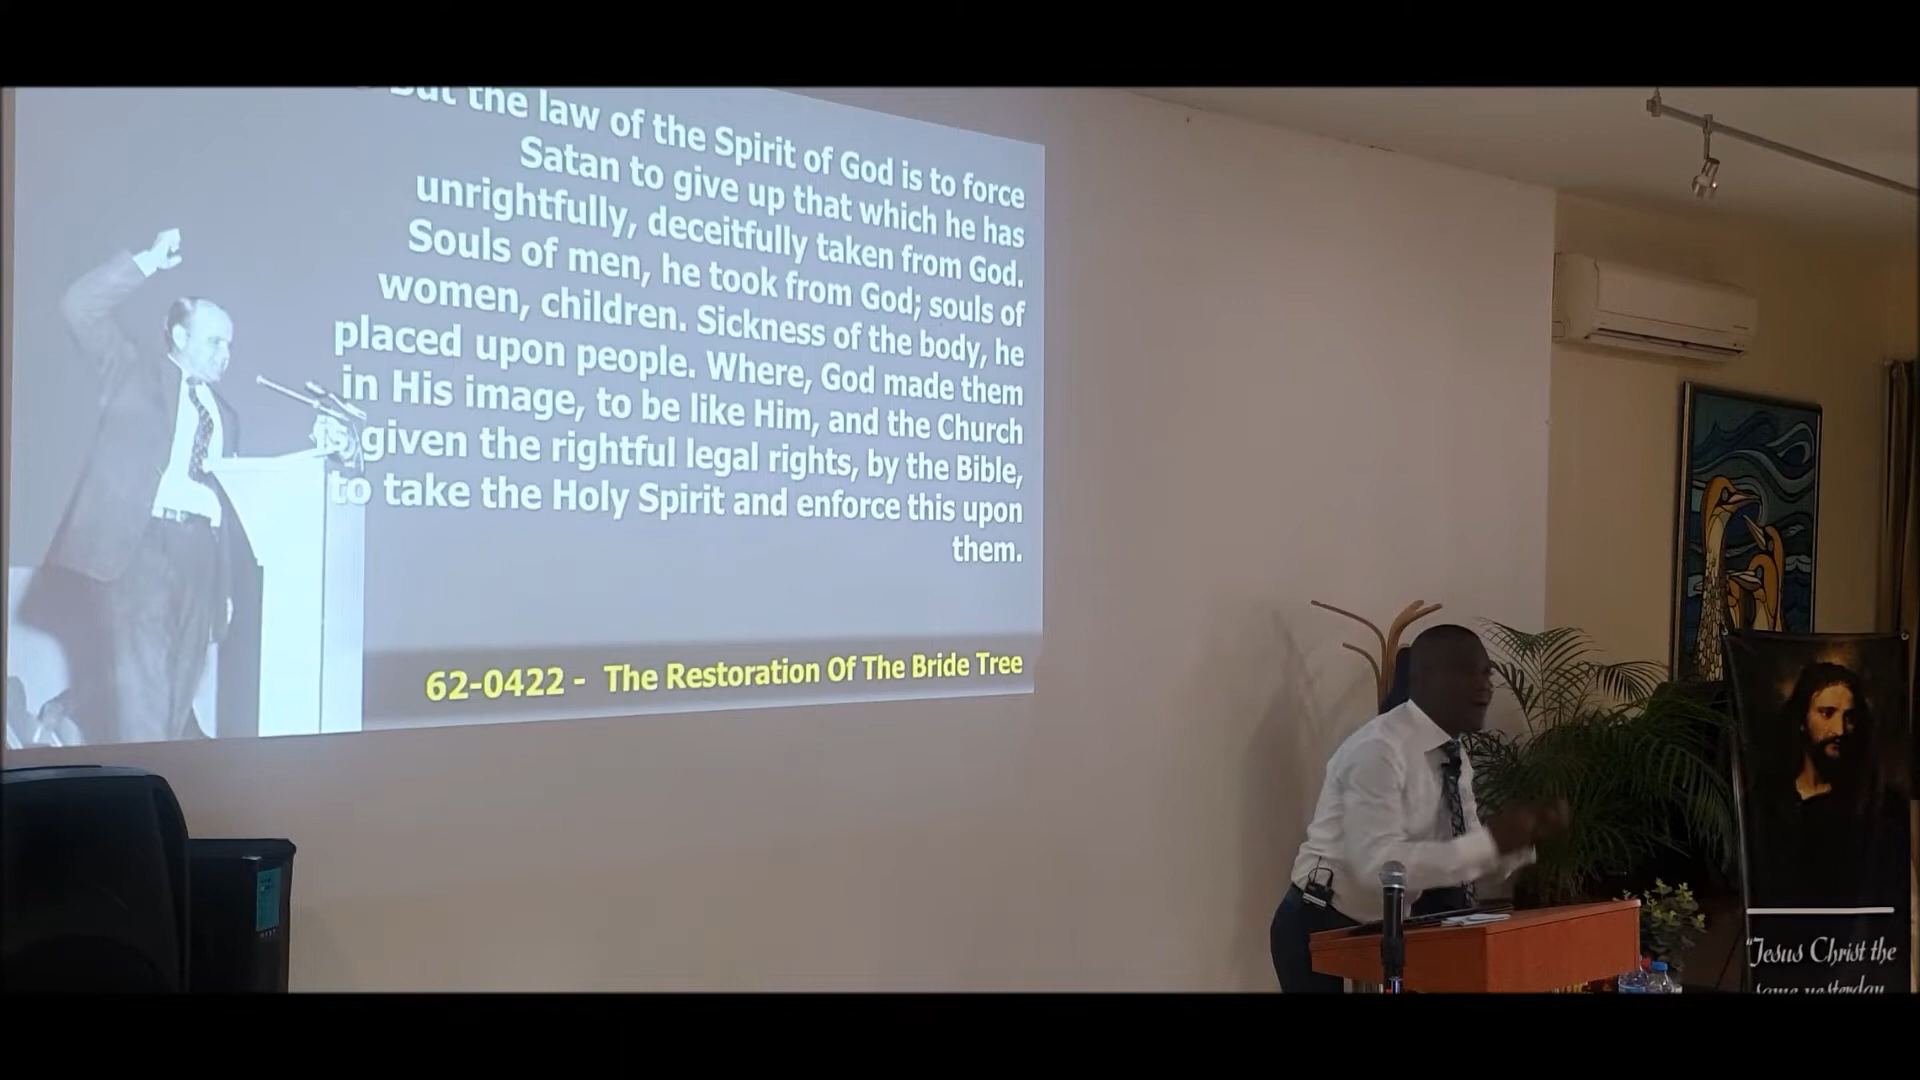 But the law of the Spirit of God is to force
Satan to give up that which he has
unrightfully, deceitfully taken from God.
Souls of men, he took from God; souls of
women, children. Sickness of the body, he
placed upon people. Where, God made them
in His image, to be like Him, and the Church
is given the rightful legal rights, by the Bible,
to take the Holy Spirit and enforce this upon
them.
62-0422 - The Restoration Of The Bride Tree
"Jesus Christ the
same yesterday